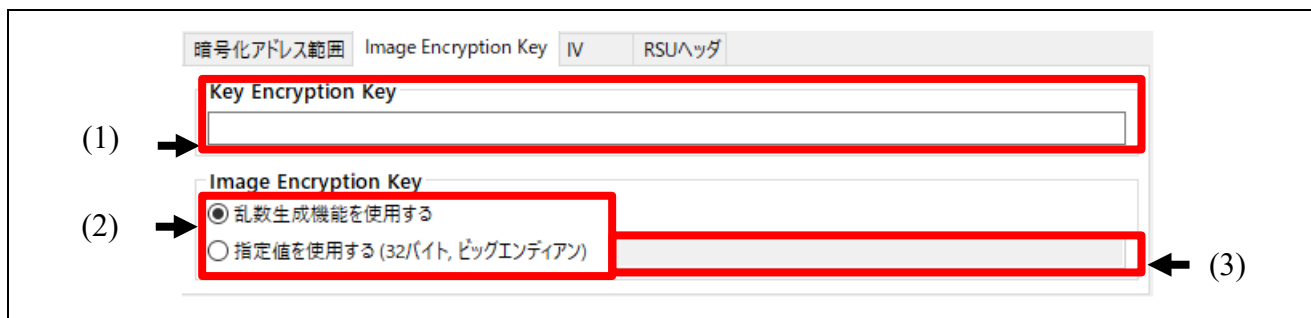 暗号化アドレス範囲 Image Encryption Key IV RSUヘッダ
Key Encryption Key
(1)
Image Encryption Key
乱数生成機能を使用する
(2)
指定値を使用する (32バイト, ビッグエンディアン)
(3)